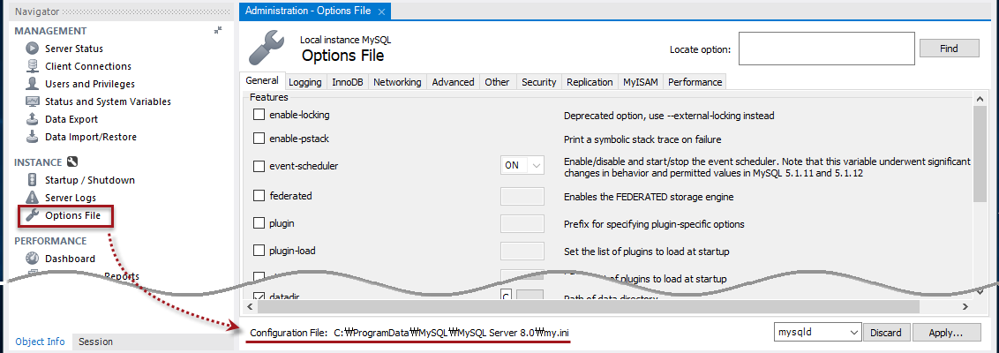 Navigator
MANAGEMENT
Server Status
Client Connections
Users and Privileges
Status and System Variables
Data Export
Data Import/Restore
INSTANCE
Startup / Shutdown
Server Logs
Options File
PERFORMANCE
Dashboard
Reports
Object Info Session
Administration - Options File ×
Local instance MySQL
Options File
Locate option:
Find
General Logging InnoDB Networking Advanced Other Security Replication MyISAM Performance
Features
enable-locking Deprecated option, use --external-locking instead
enable-pstack Print a symbolic stack trace on failure
event-scheduler ON Enable/disable and start/stop the event scheduler. Note that this variable underwent significant
changes in behavior and permitted values in MySQL 5.1.11 and 5.1.12
federated Enables the FEDERATED storage engine
plugin Prefix for specifying plugin-specific options
plugin-load Set the list of plugins to load at startup
of plugins to load at startup
datadir C Path of data directory
Configuration File: C:₩ProgramData₩MySQL₩MySQL Server 8.0₩my.ini
mysqld Discard Apply...